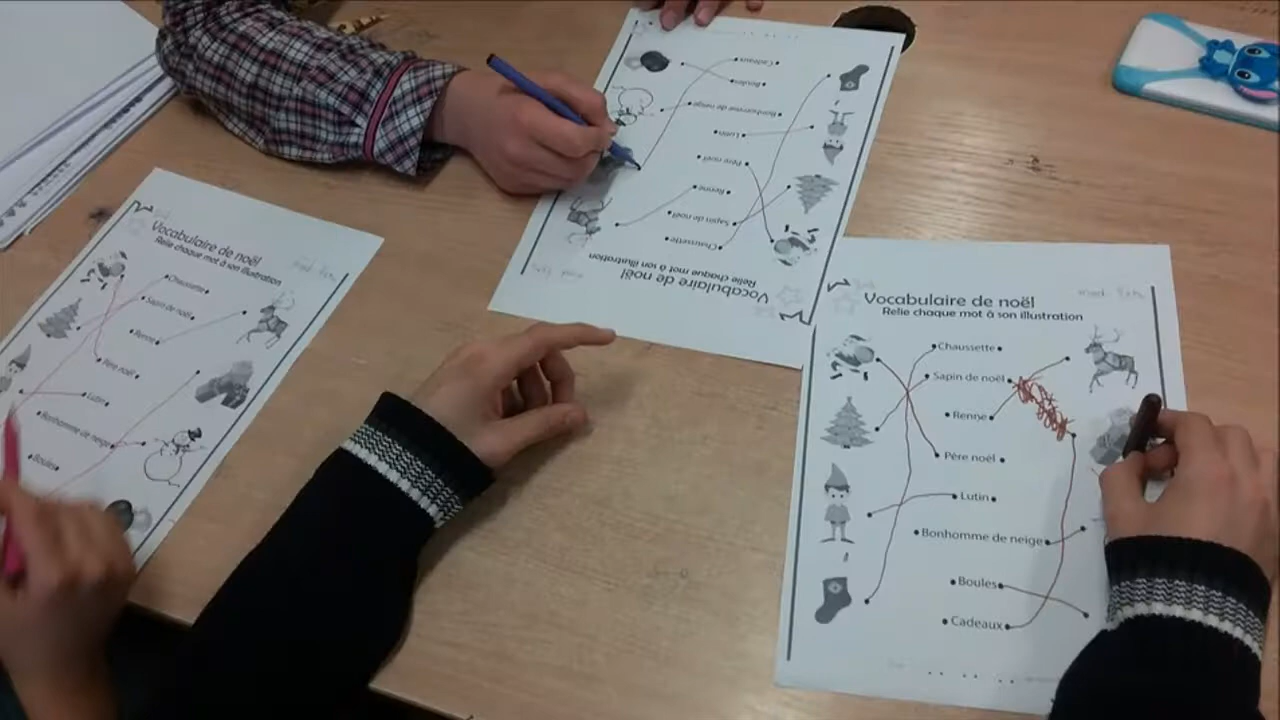 Vocabulaire de noël
Relie chaque mot à son illustration
Chaussette
Sapin de noël
Renne
Père noël
Lutin
Bonhomme de neige
Boules
Vocabulaire de noël
Relie chaque mot à son illustration
Chaussette
Sapin de noël
Renne
Père noël
Lutin
Bonhomme de neige
Boules
Cadeaux
Vocabulaire de noël
Relie chaque mot à son illustration
Chaussette
Sapin de noël
Renne
Père noël
Lutin
Bonhomme de neige
Boules
Cadeaux